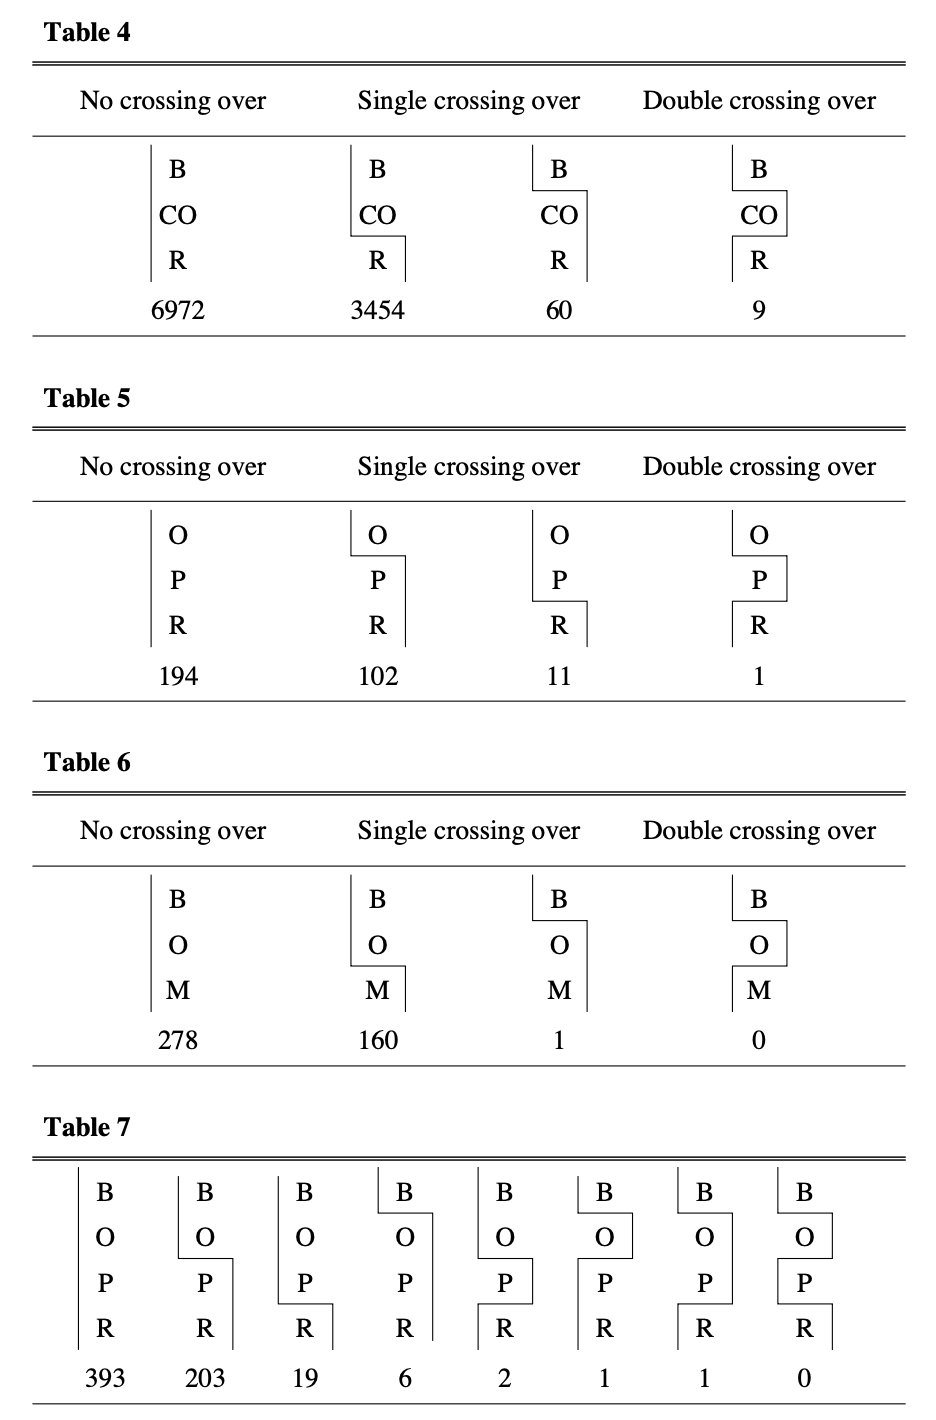 Table 4
No crossing over Single crossing over Double crossing over
B B B B
CO CO CO CO
R R R R
6972 3454 60 9
Table 5
No crossing over Single crossing over Double crossing over
O O O O
P P P P
R R R R
194 102 11 1
Table 6
No crossing over Single crossing over Double crossing over
B B B B
O O O O
M M M M
278 160 1 0
Table 7
B B B B B B B B
O O O O O O O O
P P P P P P P P
R R R R R R R R
393 203 19 6 2 1 1 0